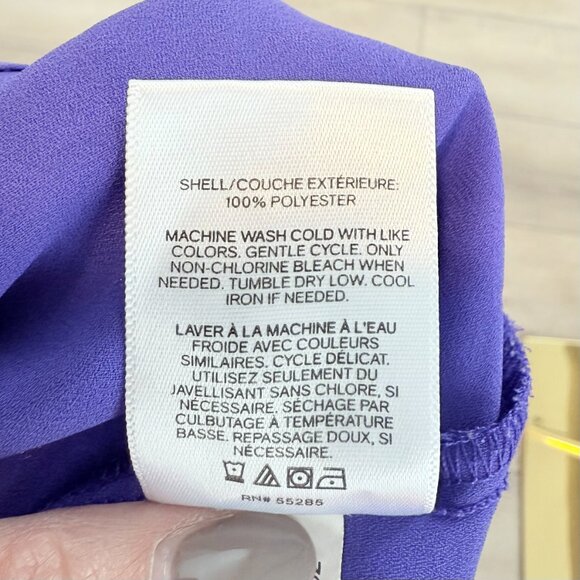 SHELL/COUCHE EXTÉRIEURE:
100% POLYESTER
MACHINE WASH COLD WITH LIKE
COLORS. GENTLE CYCLE. ONLY
NON-CHLORINE BLEACH WHEN
NEEDED. TUMBLE DRY LOW. COOL
IRON IF NEEDED.
LAVER À LA MACHINE À L'EAU
FROIDE AVEC COULEURS
SIMILAIRES. CYCLE DÉLICAT.
UTILISEZ SEULEMENT DU
JAVELLISANT SANS CHLORE, SI
NÉCESSAIRE. SÉCHAGE PAR
CULBUTAGE À TEMPÉRATURE
BASSE. REPASSAGE DOUX, SI
NÉCESSAIRE.
RN# 55285